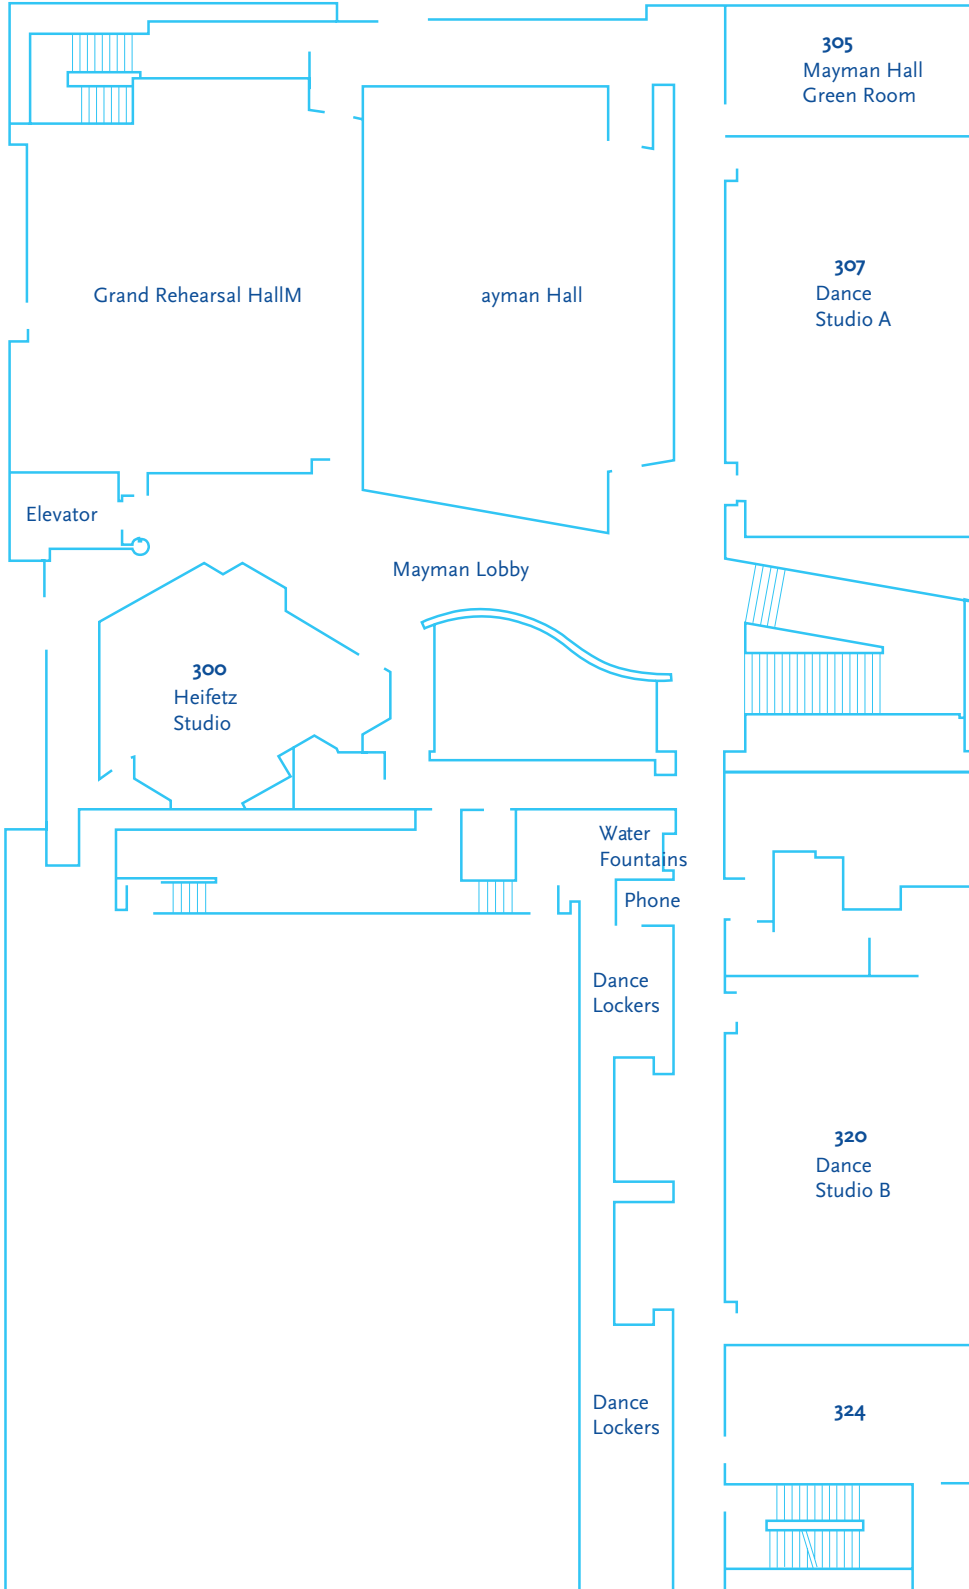 305
Mayman Hall
Green Room
307
Dance
Studio A
Grand Rehearsal HallM
ayman Hall
Elevator
Mayman Lobby
300
Heifetz
Studio
Water
Fountains
Phone
Dance
Lockers
320
Dance
Studio B
Dance
Lockers
324